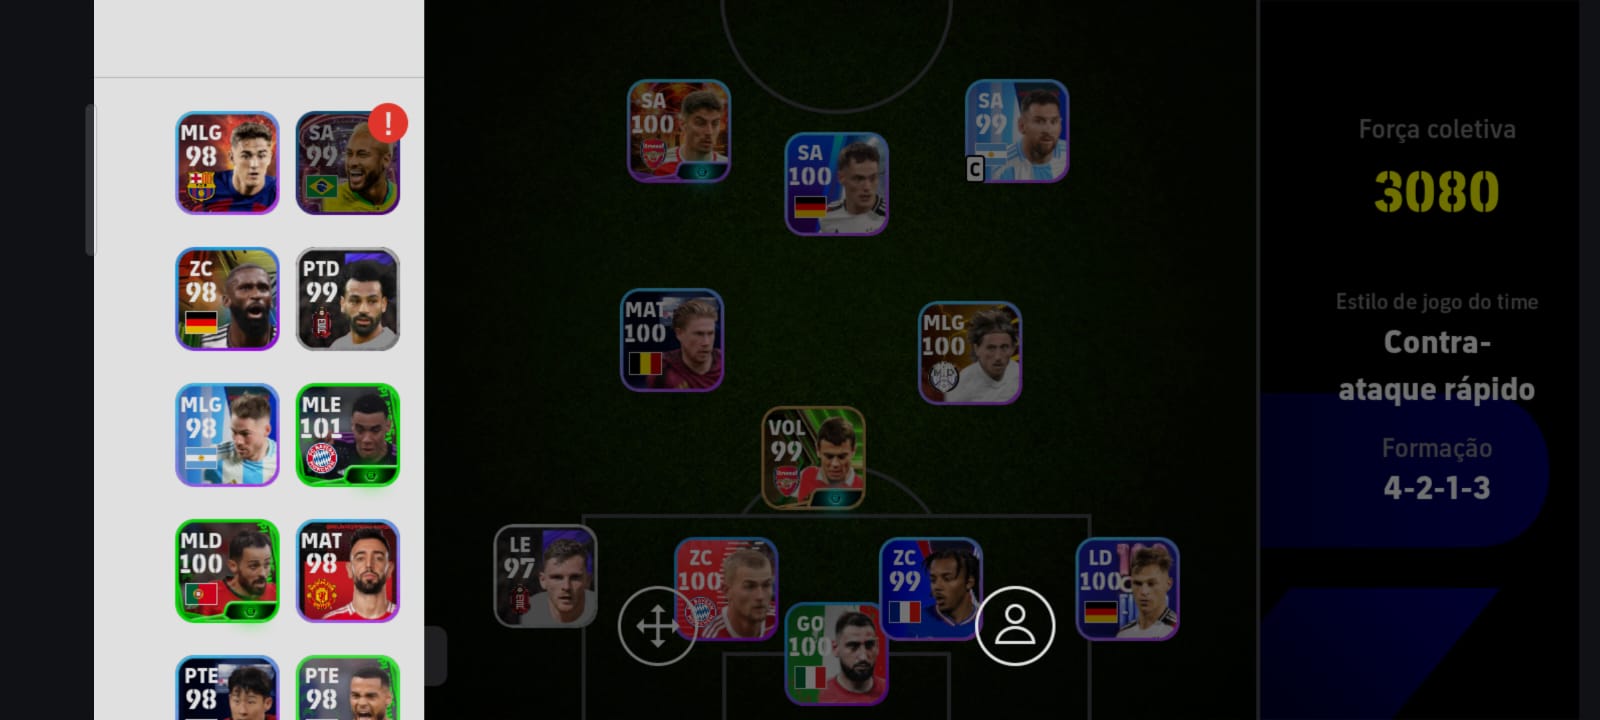 MLG
98
SA
99
!
ZC
98
PTD
99
MLG
98
MLE
101
MLD
100
MAT
98
PTE
98
PTE
98
SA
100
Arsenal
SA
100
SA
99
C
MAT
100
MLG
100
VOL
99
Arsenal
LE
97
ZC
100
ZC
99
LD
100
GO
100
Força coletiva
3080
Estilo de jogo do time
Contra-
ataque rápido
Formação
4-2-1-3